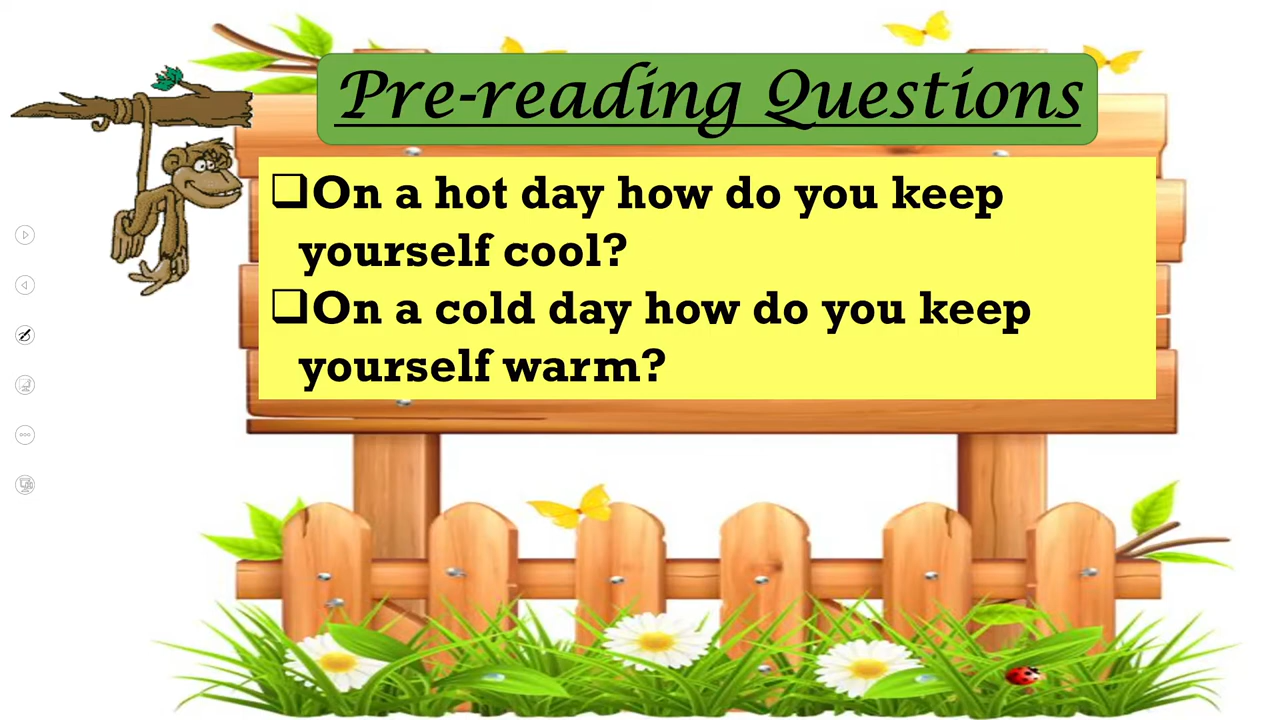 Pre-reading Questions
❑On a hot day how do you keep
yourself cool?
❑On a cold day how do you keep
yourself warm?